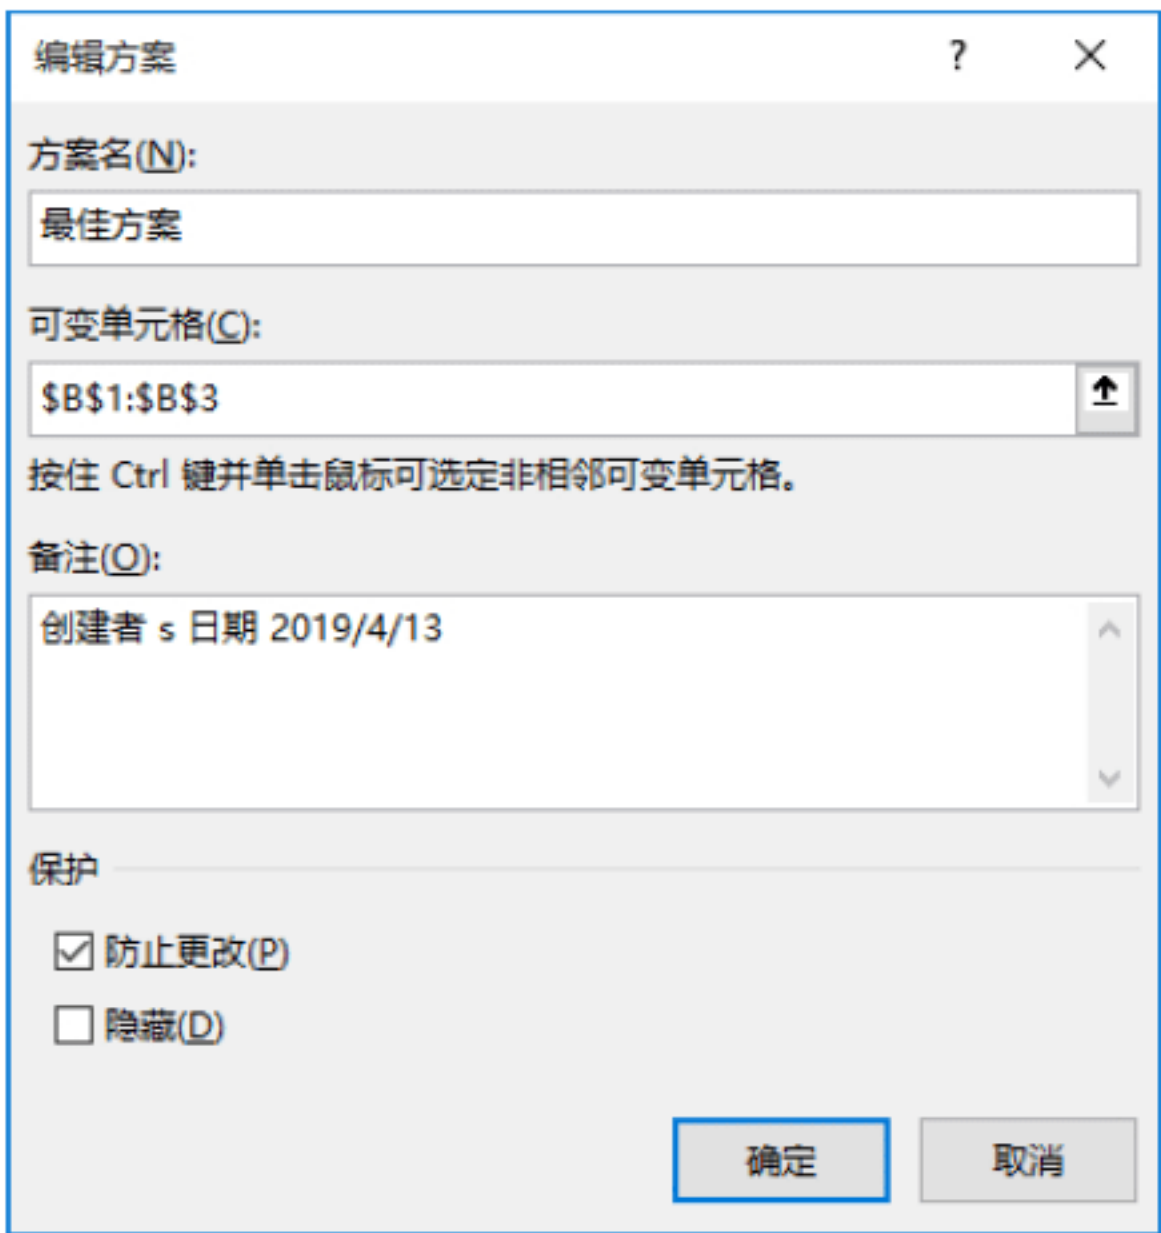 编辑方案 ?
方案名(N):
最佳方案
可变单元格(C):
$B$1:$B$3
按住 Ctrl 键并单击鼠标可选定非相邻可变单元格。
备注(O):
创建者 s 日期 2019/4/13
保护
防止更改(P)
隐藏(D)
确定 取消